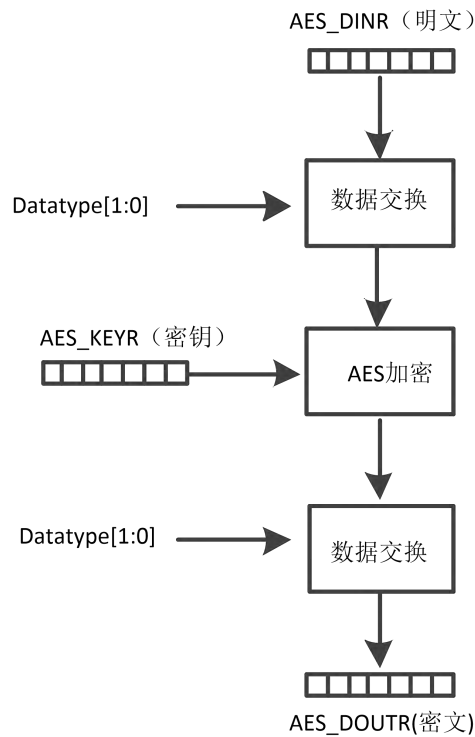 AES_DINR（明文）
数据交换
Datatype[1:0]
AES_KEYR（密钥）
AES加密
Datatype[1:0]
数据交换
AES_DOUTR(密文)